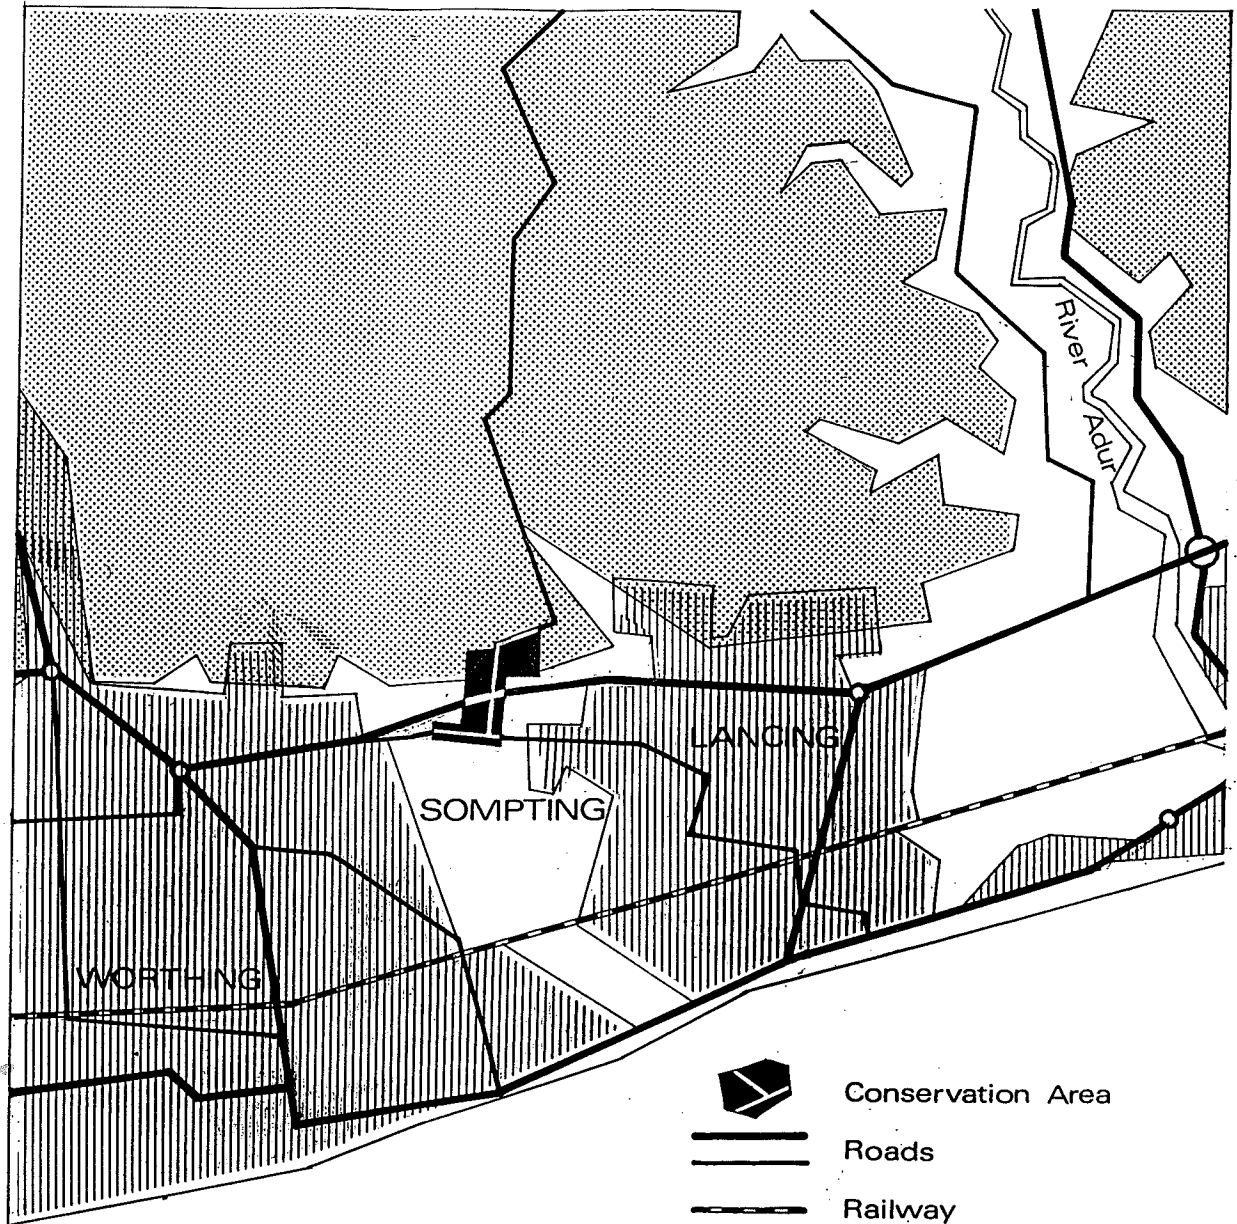 River
Adur
LANCING
SOMPTING
WORTHING
Conservation Area
Roads
Railway